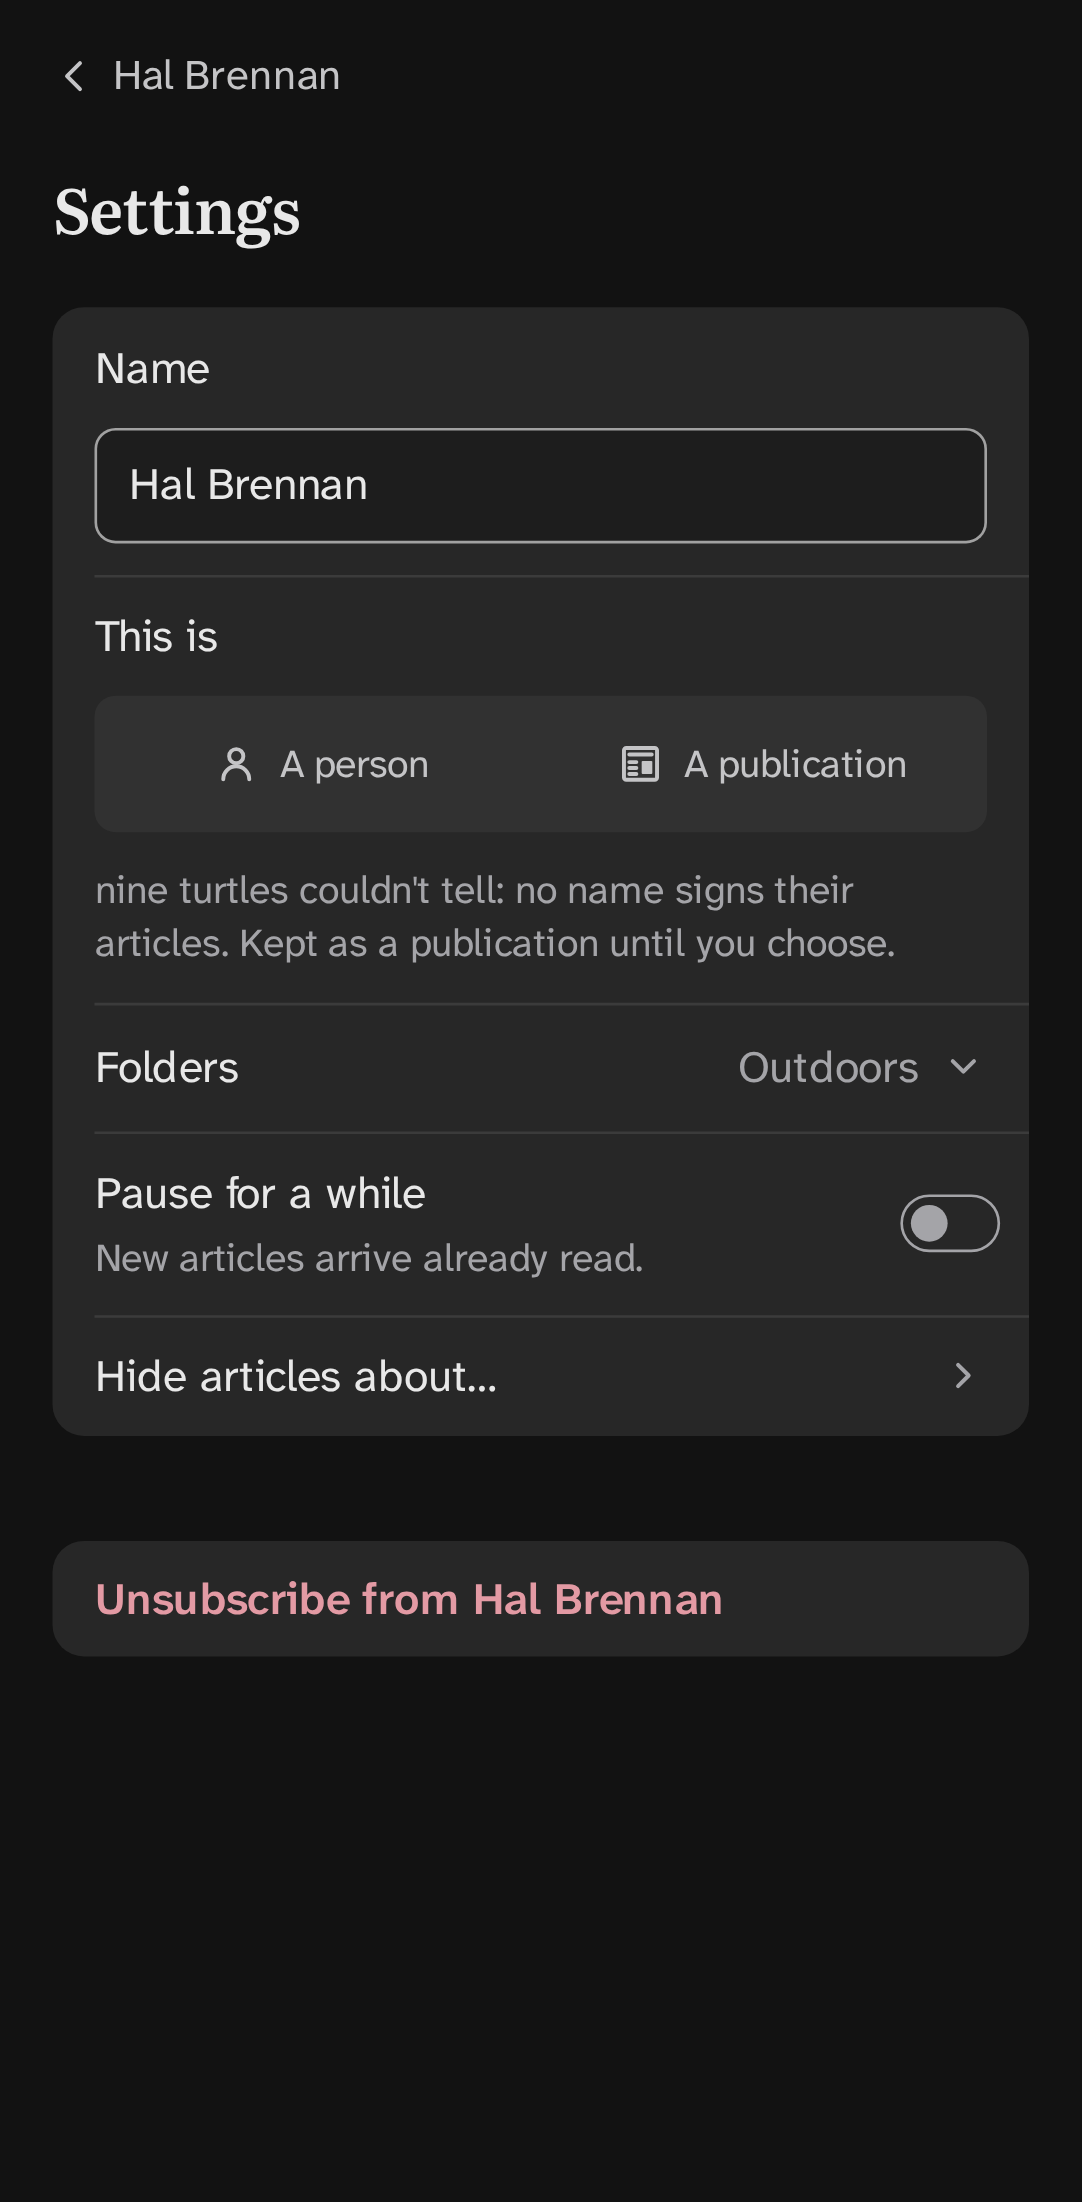 Hal Brennan
Settings
Name
Hal Brennan
This is
A person
A publication
nine turtles couldn't tell: no name signs their
articles. Kept as a publication until you choose.
Folders
Outdoors
Pause for a while
New articles arrive already read.
Hide articles about...
Unsubscribe from Hal Brennan